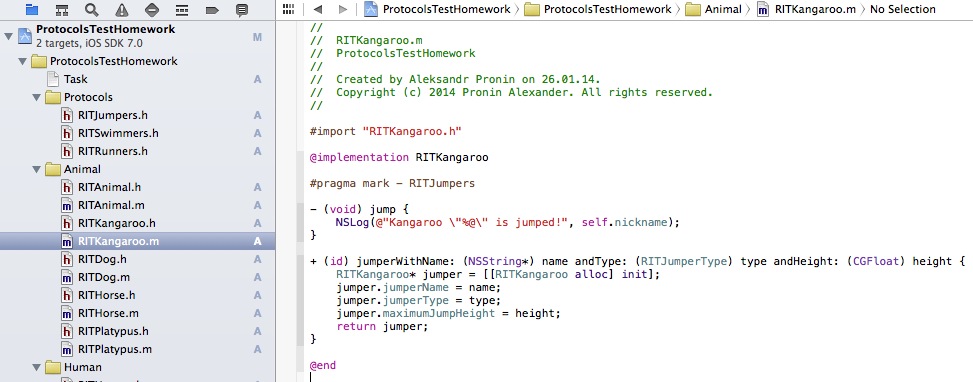 ProtocolsTestHomework
2 targets, iOS SDK 7.0
M
ProtocolsTestHomework
Task
A
Protocols
RITJumpers.h
A
RITSwimmers.h
A
RITRunners.h
A
Animal
RITAnimal.h
A
RITAnimal.m
A
RITKangaroo.h
A
RITKangaroo.m
A
RITDog.h
A
RITDog.m
A
RITHorse.h
A
RITHorse.m
A
RITPlatypus.h
A
RITPlatypus.m
A
Human
ProtocolsTestHomework
ProtocolsTestHomework
Animal
RITKangaroo.m
No Selection
//
//  RITKangaroo.m
//  ProtocolsTestHomework
//
//  Created by Aleksandr Pronin on 26.01.14.
//  Copyright (c) 2014 Pronin Alexander. All rights reserved.
//
#import "RITKangaroo.h"
@implementation RITKangaroo
#pragma mark - RITJumpers
- (void) jump {
    NSLog(@"Kangaroo \"%@\" is jumped!", self.nickname);
}
+ (id) jumperWithName: (NSString*) name andType: (RITJumperType) type andHeight: (CGFloat) height {
    RITKangaroo* jumper = [[RITKangaroo alloc] init];
    jumper.jumperName = name;
    jumper.jumperType = type;
    jumper.maximumJumpHeight = height;
    return jumper;
}
@end